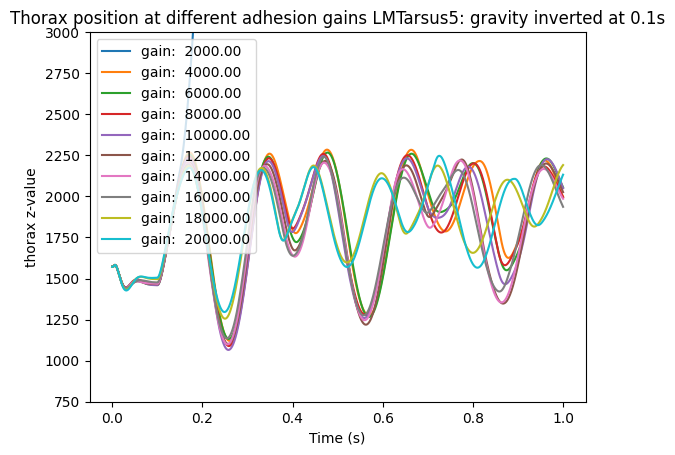 Thorax position at different adhesion gains LMTarsus5: gravity inverted at 0.1s
3000
2750
2500
2250
2000
1750
1500
1250
1000
750
thorax z-value
gain:  2000.00
gain:  4000.00
gain:  6000.00
gain:  8000.00
gain:  10000.00
gain:  12000.00
gain:  14000.00
gain:  16000.00
gain:  18000.00
gain:  20000.00
0.0
0.2
0.4
0.6
0.8
1.0
Time (s)